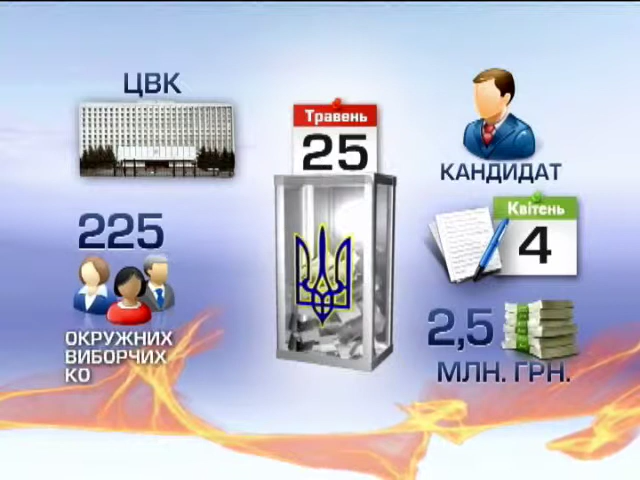 ЦВК
225
ОКРУЖНИХ
ВИБОРЧИХ
КО
Травень
25
КАНДИДАТ
Квітень
4
2,5
МЛН. ГРН.